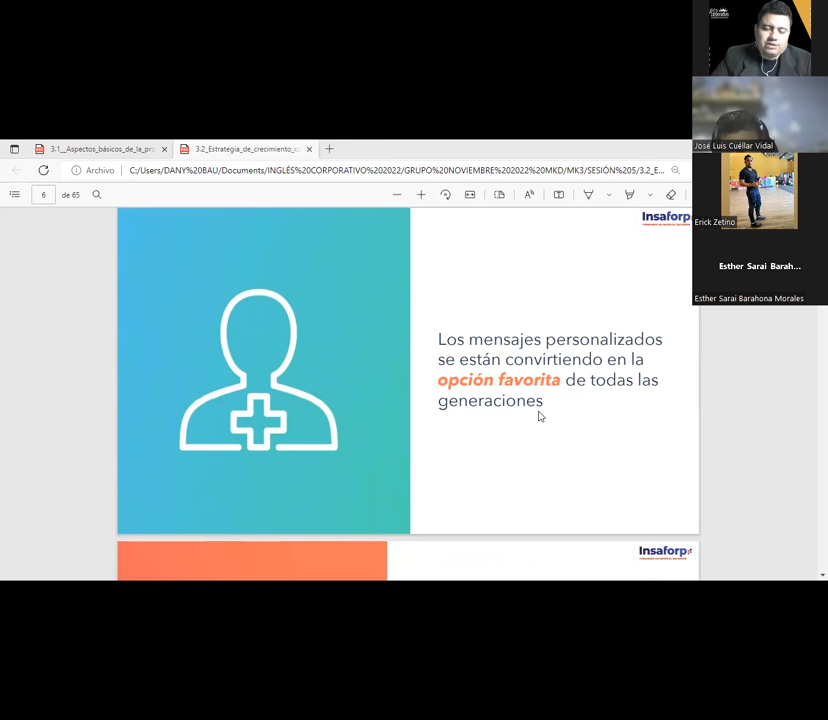 3.1__Aspectos_básicos_de_la_pr
3.2_Estrategia_de_crecimiento_c
Archivo
C:/Users/DANY%20BAU/Documents/INGLÉS%20CORPORATIVO%202022/GRUPO%20NOVIEMBRE%202022%20MKD/MK3/SESIÓN%205/3.2_E...
6
de 65
Insaforp
Los mensajes personalizados
se están convirtiendo en la
opción favorita de todas las
generaciones
Insaforp
José Luis Cuéllar Vidal
Erick Zetino
Esther Sarai Barah...
Esther Sarai Barahona Morales